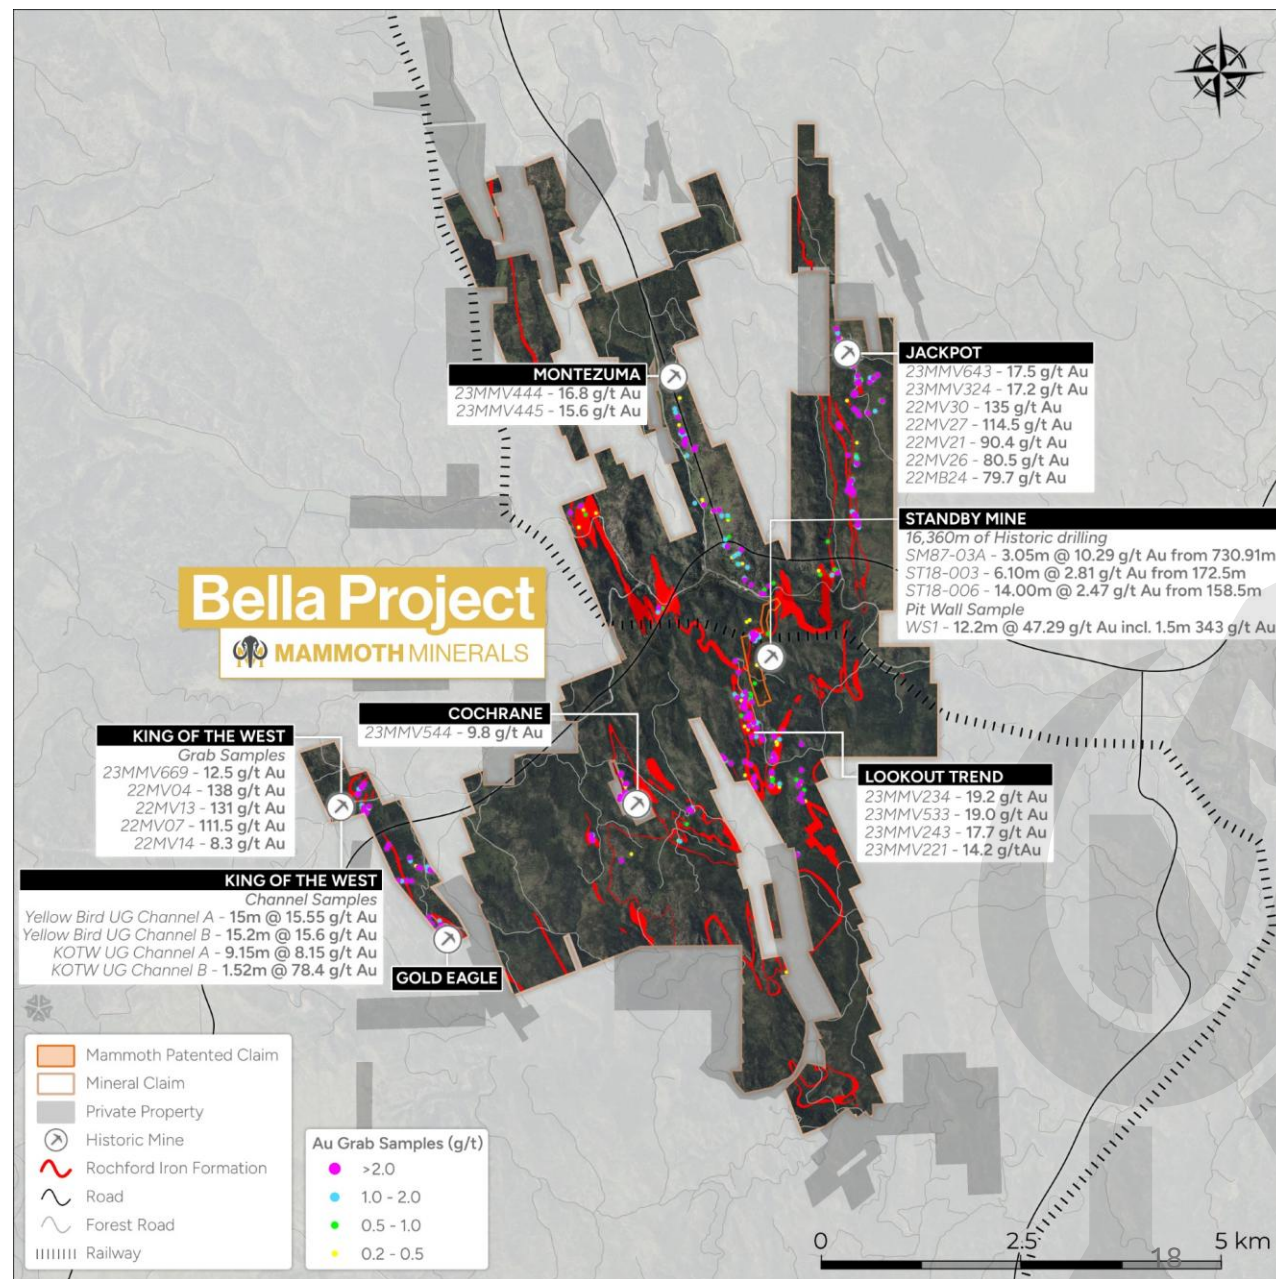 MONTEZUMA
23MMV444 - 16.8 g/t Au
23MMV445 - 15.6 g/t Au
JACKPOT
23MMV643 - 17.5 g/t Au
23MMV324 - 17.2 g/t Au
22MV30 - 135 g/t Au
22MV27 - 114.5 g/t Au
22MV21 - 90.4 g/t Au
22MV26 - 80.5 g/t Au
22MB24 - 79.7 g/t Au
STANDBY MINE
16,360m of Historic drilling
SM87-03A - 3.05m @ 10.29 g/t Au from 730.91m
ST18-003 - 6.10m @ 2.81 g/t Au from 172.5m
ST18-006 - 14.00m @ 2.47 g/t Au from 158.5m
Pit Wall Sample
WS1 - 12.2m @ 47.29 g/t Au incl. 1.5m 343 g/t Au
Bella Project
MAMMOTH MINERALS
COCHRANE
23MMV544 - 9.8 g/t Au
KING OF THE WEST
Grab Samples
23MMV669 - 12.5 g/t Au
22MV04 - 138 g/t Au
22MV13 - 131 g/t Au
22MV07 - 111.5 g/t Au
22MV14 - 8.3 g/t Au
LOOKOUT TREND
23MMV234 - 19.2 g/t Au
23MMV533 - 19.0 g/t Au
23MMV243 - 17.7 g/t Au
23MMV221 - 14.2 g/tAu
KING OF THE WEST
Channel Samples
Yellow Bird UG Channel A - 15m @ 15.55 g/t Au
Yellow Bird UG Channel B - 15.2m @ 15.6 g/t Au
KOTW UG Channel A - 9.15m @ 8.15 g/t Au
KOTW UG Channel B - 1.52m @ 78.4 g/t Au
GOLD EAGLE
Mammoth Patented Claim
Mineral Claim
Private Property
Historic Mine
Rochford Iron Formation
Road
Forest Road
Railway
Au Grab Samples (g/t)
>2.0
1.0 - 2.0
0.5 - 1.0
0.2 - 0.5
0 2.5 5 km
18